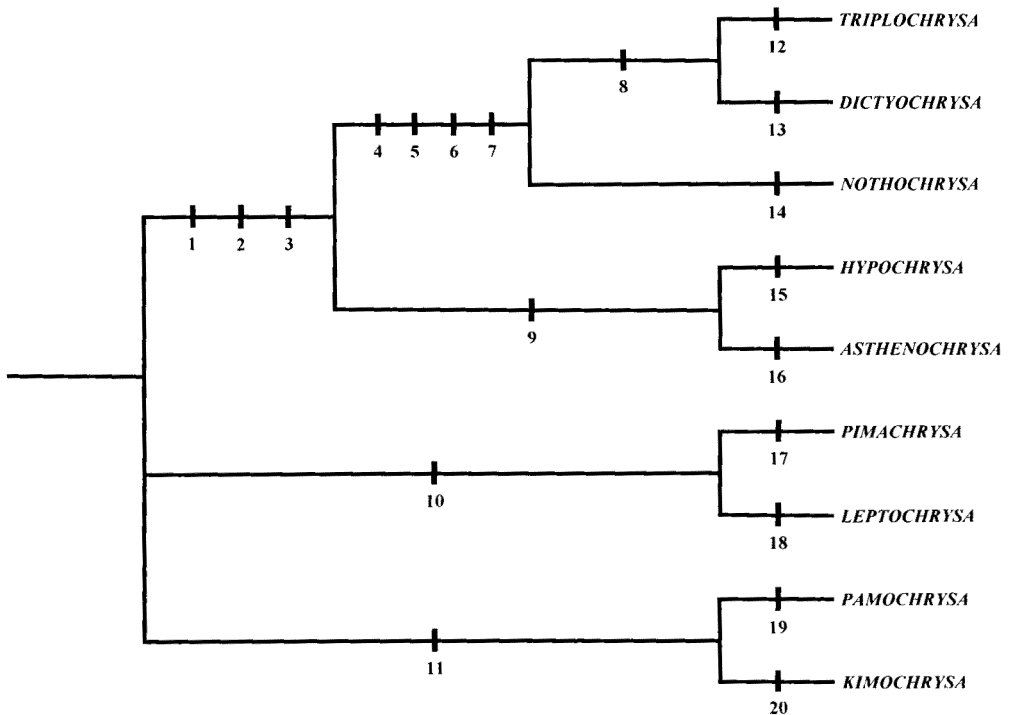 TRIPLOCHRYSA
12
8
DICTYOCHRYSA
13
4 5 6 7
NOTHOCHRYSA
14
1 2 3
HYPOCHRYSA
15
9
ASTHENOCHRYSA
16
PIMACHRYSA
17
10
LEPTOCHRYSA
18
PAMOCHRYSA
19
11
KIMOCHRYSA
20